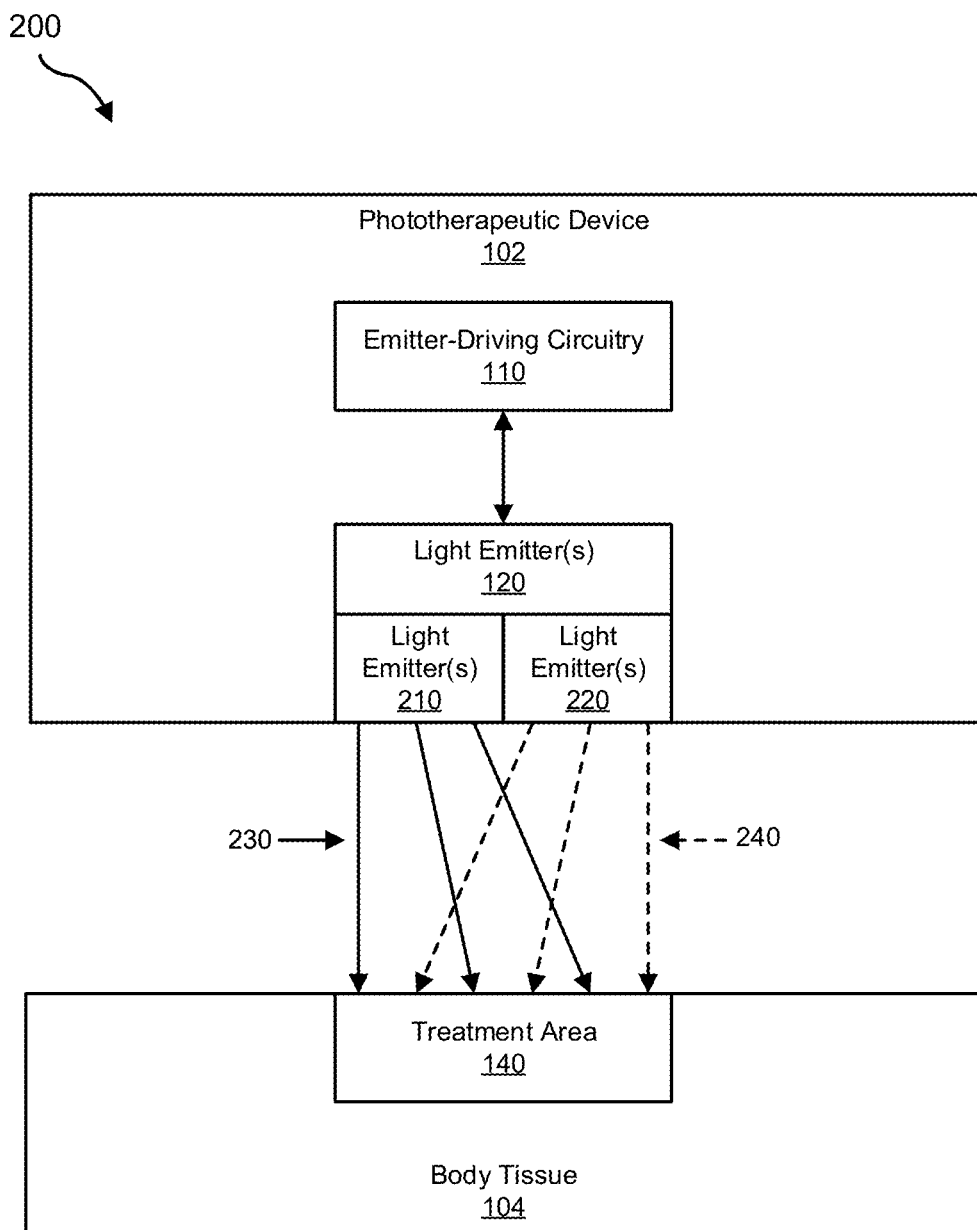 200
Phototherapeutic Device
102
Emitter-Driving Circuitry
110
Light Emitter(s)
120
Light
Emitter(s)
210
Light
Emitter(s)
220
230
240
Treatment Area
140
Body Tissue
104